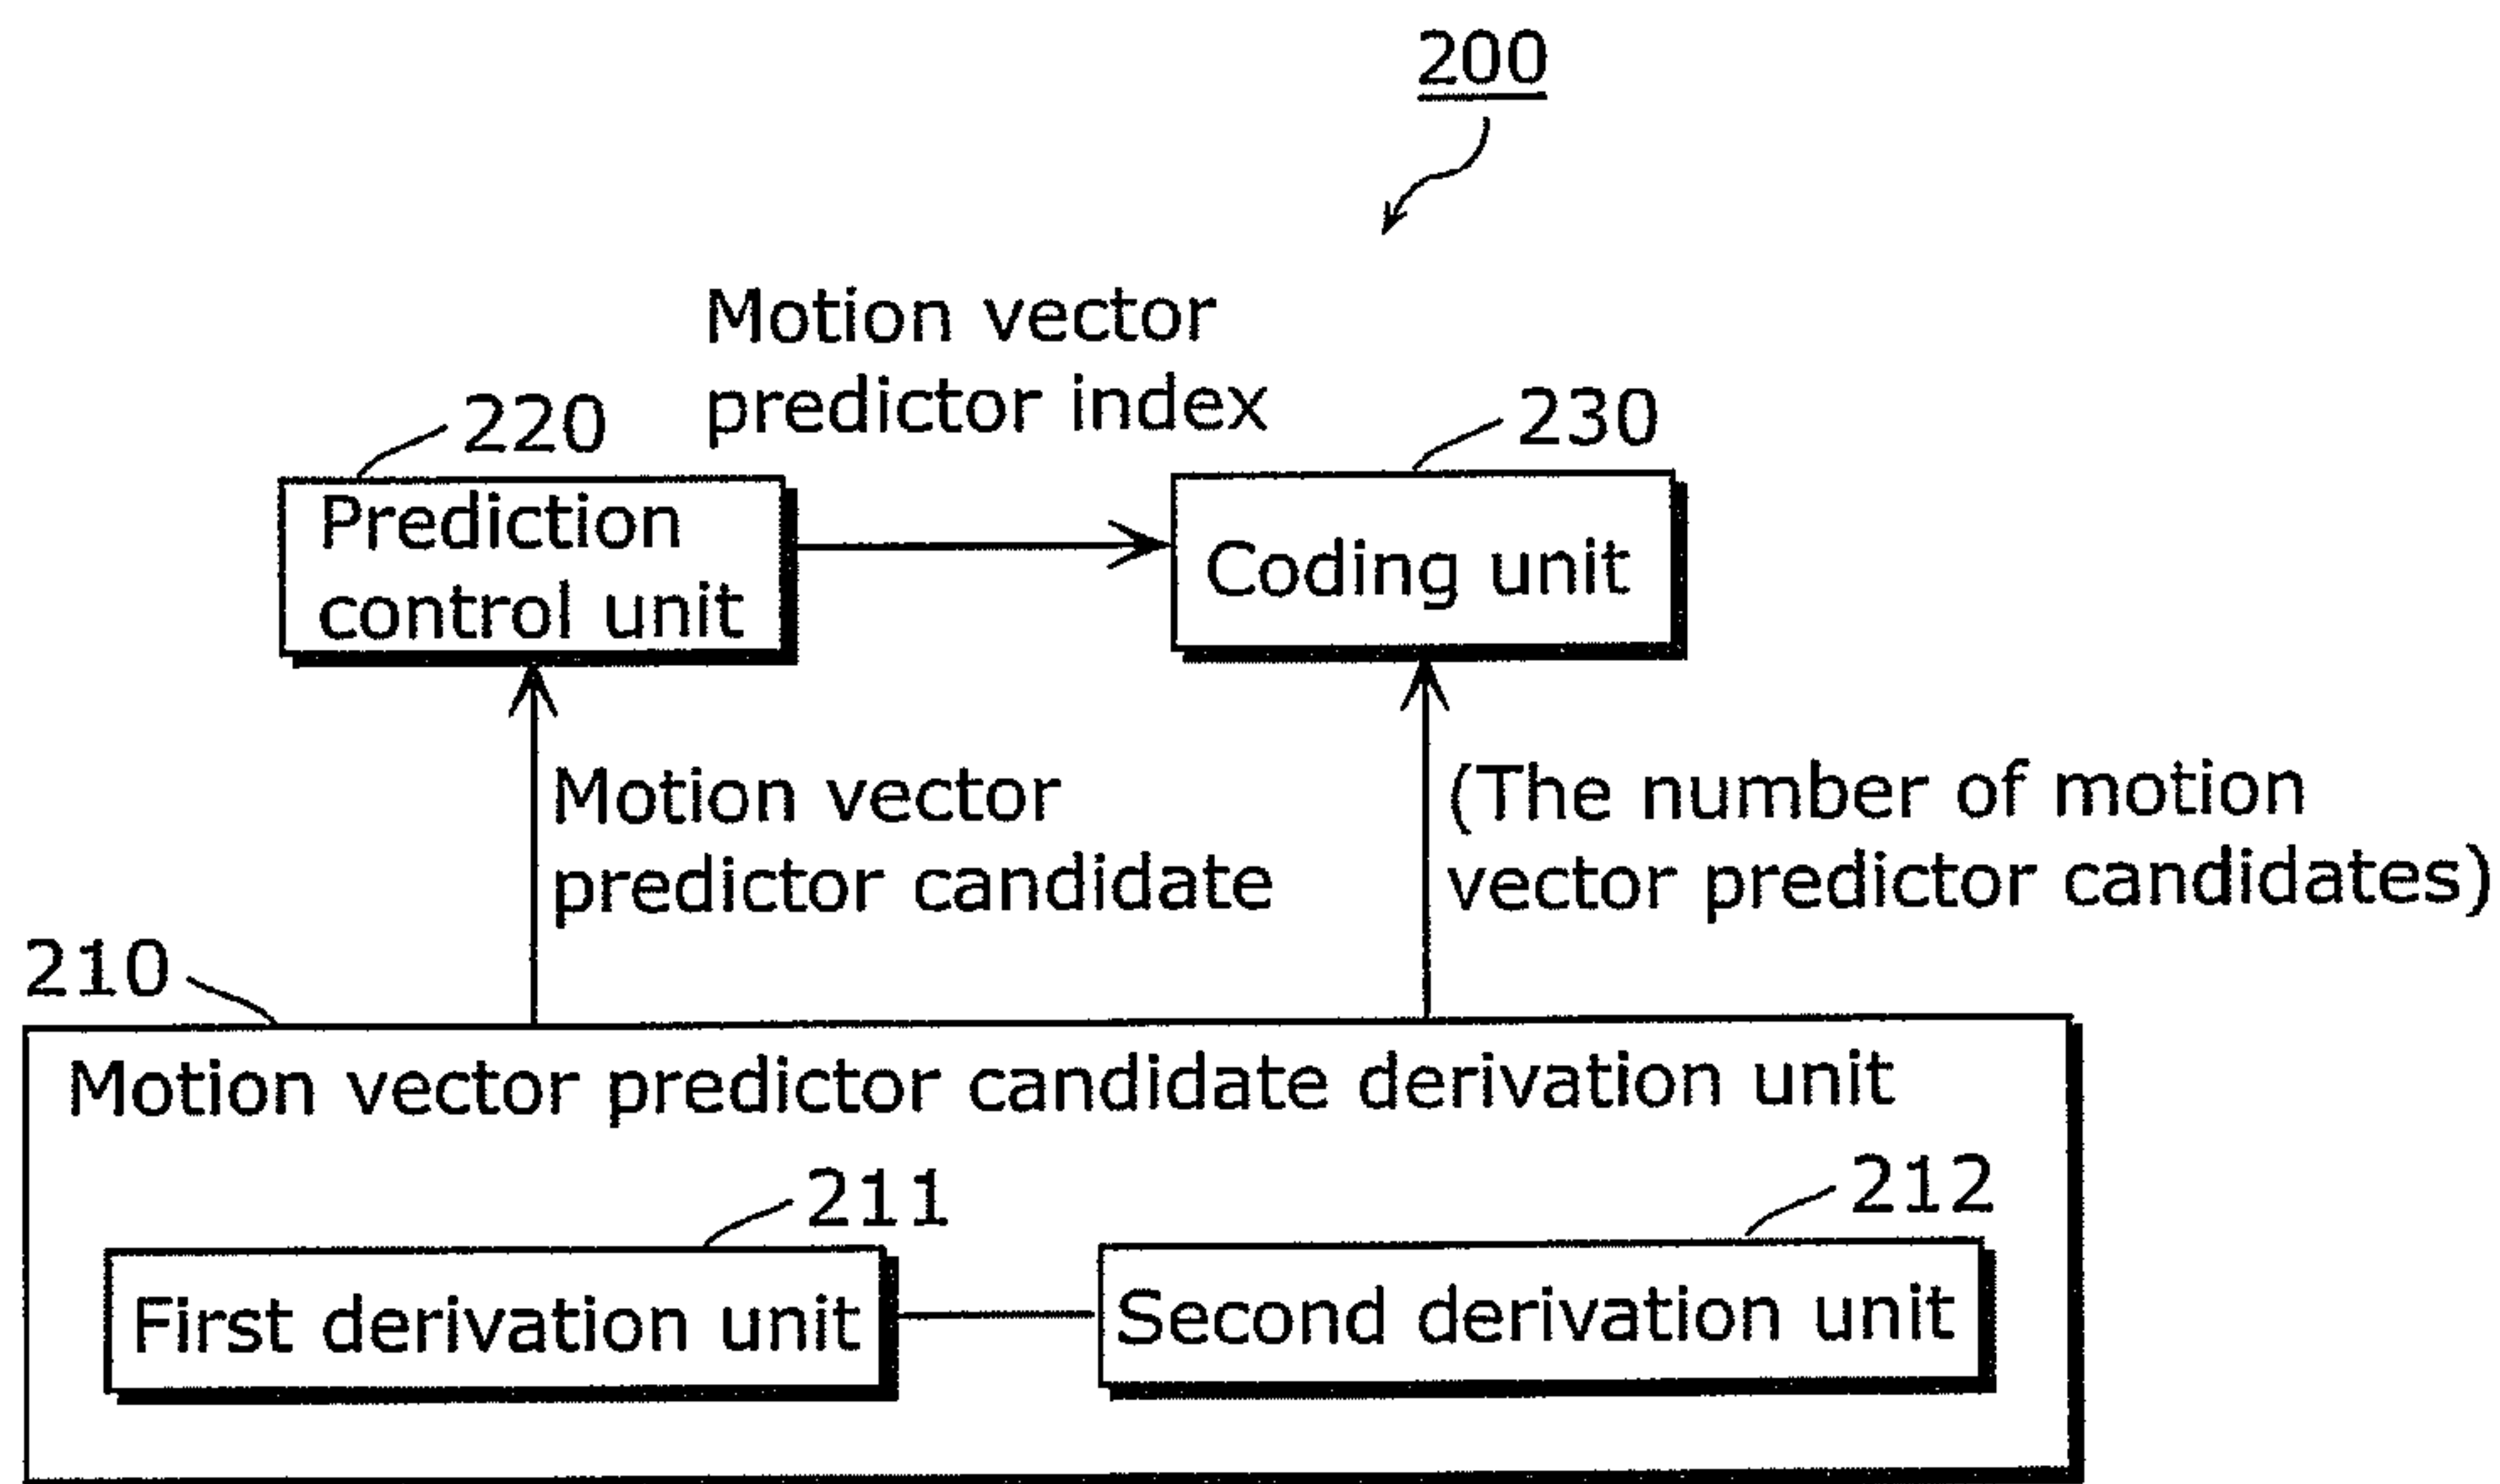 200
Motion vector
predictor index
220
230
Prediction
control unit
Coding unit
Motion vector
predictor candidate
(The number of motion
vector predictor candidates)
210
Motion vector predictor candidate derivation unit
211
212
First derivation unit
Second derivation unit